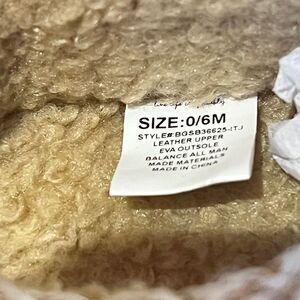 SIZE:0/6M
STYLE# BGSB36625-ITJ
LEATHER UPPER
EVA OUTSOLE
BALANCE ALL MAN
MADE MATERIALS
MADE IN CHINA